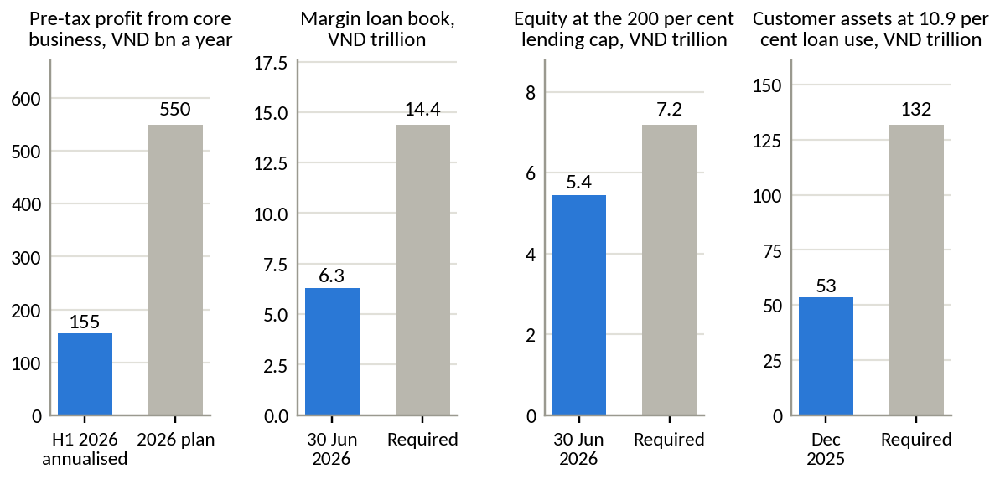 Pre-tax profit from core
business, VND bn a year
600
500
400
300
200
100
0
155
550
H1 2026
annualised
2026 plan
Margin loan book,
VND trillion
17.5
15.0
12.5
10.0
7.5
5.0
2.5
0.0
6.3
14.4
30 Jun
2026
Required
Equity at the 200 per cent
lending cap, VND trillion
8
6
4
2
0
5.4
7.2
30 Jun
2026
Required
Customer assets at 10.9 per
cent loan use, VND trillion
150
125
100
75
50
25
0
53
132
Dec
2025
Required